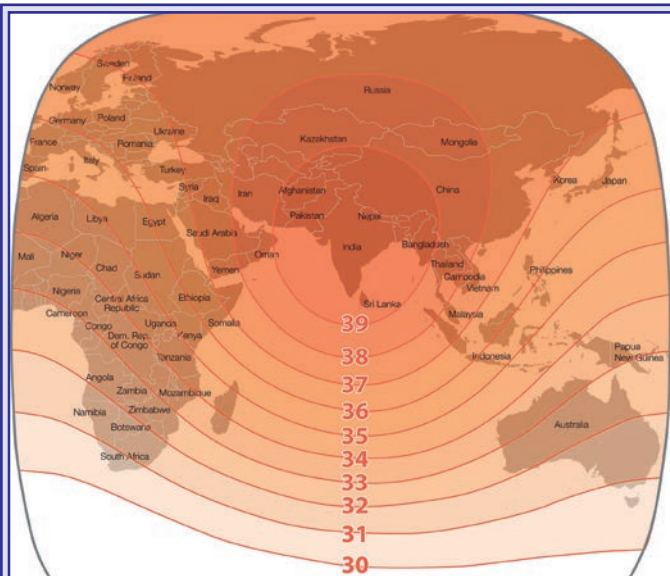 Sweden
Finland
Norway
Russia
Germany
Poland
Ukraine
France
Romania
Kazakhstan
Mongolia
Italy
Spain
Turkey
Syria
Iran
Afghanistan
China
Korea
Japan
Iraq
Algeria
Libya
Egypt
Pakistan
Nepal
Saudi Arabia
India
Bangladesh
Oman
Mali
Niger
Chad
Sudan
Yemen
Thailand
Philippines
Cambodia
Vietnam
Nigeria
Central Africa
Republic
Ethiopia
Sri Lanka
Cameroon
Malaysia
Congo
Uganda
Kenya
Somalia
Dem. Rep.
of Congo
Tanzania
Indonesia
Papua
New Guinea
Angola
Zambia
Mozambique
Namibia
Zimbabwe
Botswana
Australia
South Africa
39
38
37
36
35
34
33
32
31
30